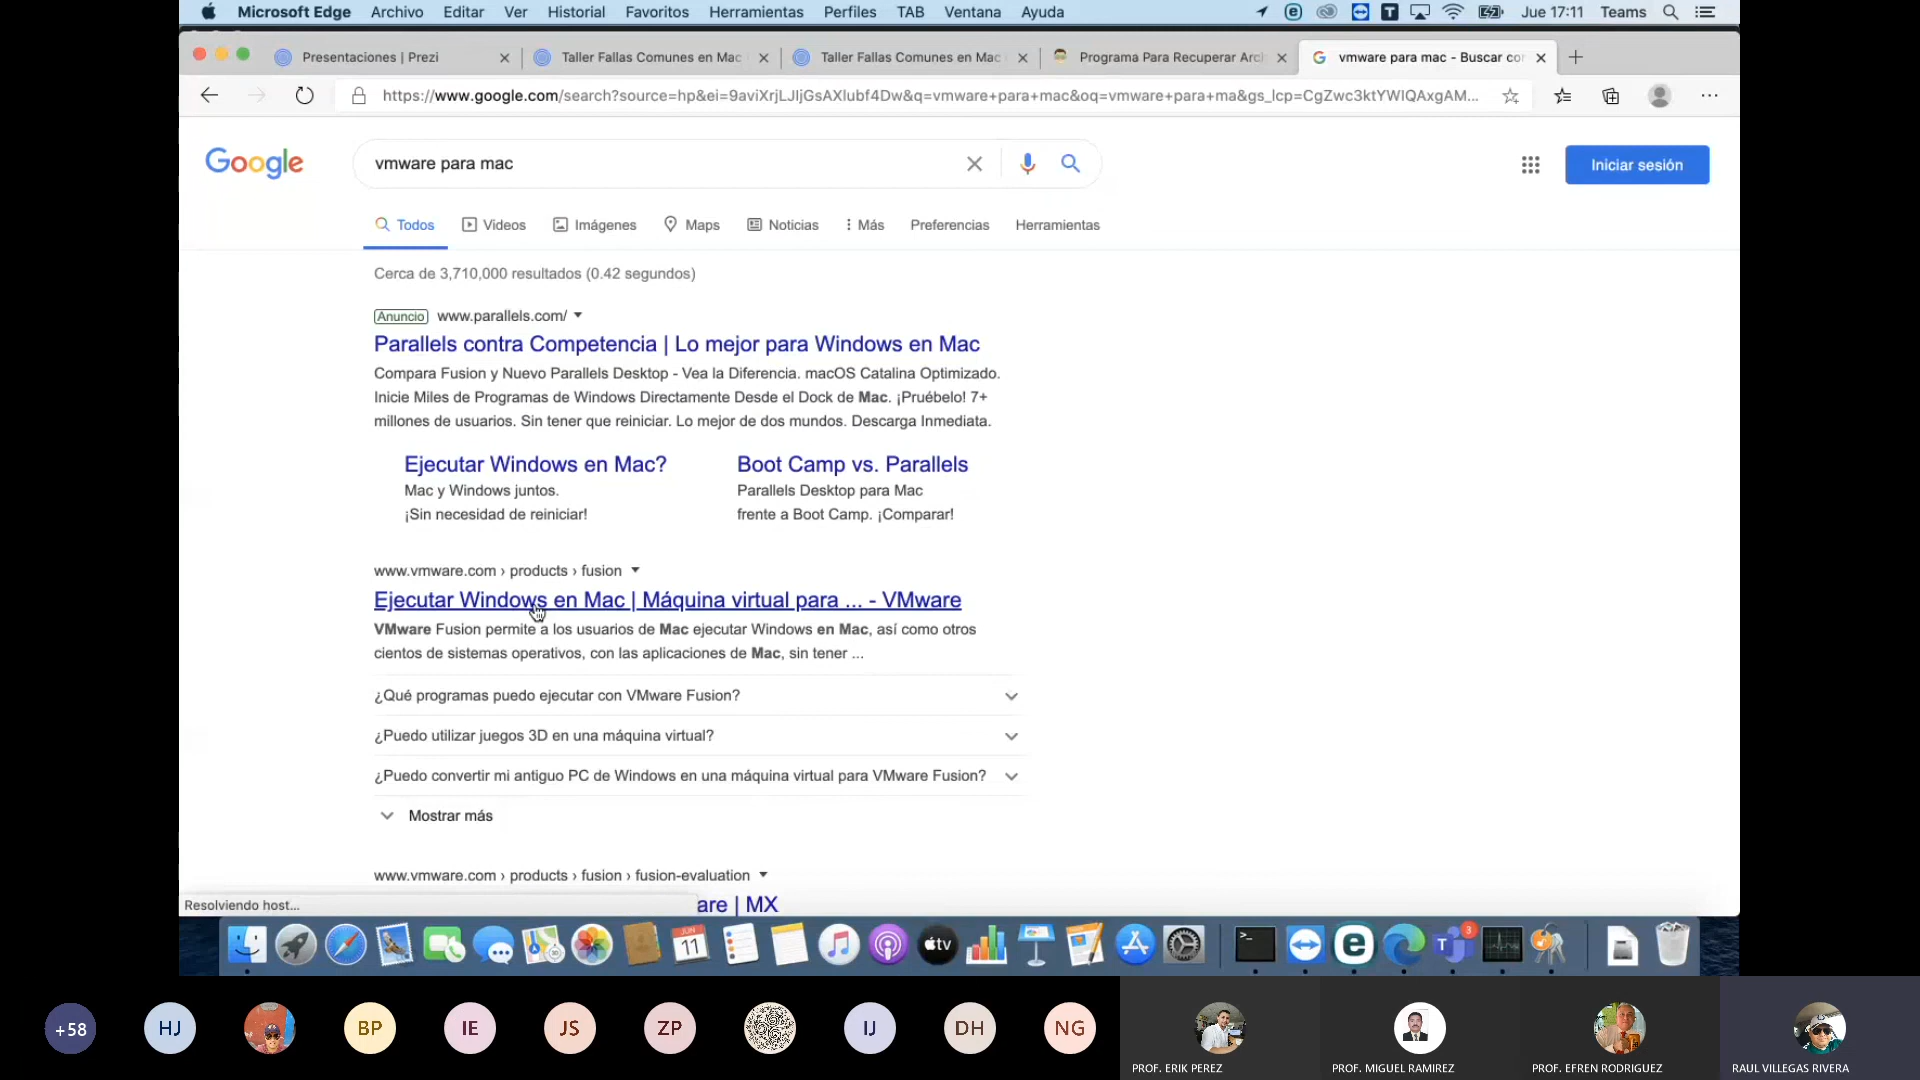 Microsoft Edge Archivo Editar Ver Historial Favoritos Herramientas Perfiles TAB Ventana Ayuda Jue 17:11 Teams
Presentaciones | Prezi
Taller Fallas Comunes en Mac
Taller Fallas Comunes en Mac
Programa Para Recuperar Arc
vmware para mac - Buscar co
https://www.google.com/search?source=hp&ei=9aviXrjLJIjGsAXlubf4Dw&q=vmware+para+mac&oq=vmware+para+ma&gs_lcp=CgZwc3ktYWIQAxgAM...
Google
vmware para mac
Iniciar sesión
Todos Videos Imágenes Maps Noticias Más Preferencias Herramientas
Cerca de 3,710,000 resultados (0.42 segundos)
Anuncio www.parallels.com/
Parallels contra Competencia | Lo mejor para Windows en Mac
Compara Fusion y Nuevo Parallels Desktop - Vea la Diferencia. macOS Catalina Optimizado.
Inicie Miles de Programas de Windows Directamente Desde el Dock de Mac. ¡Pruébelo! 7+
millones de usuarios. Sin tener que reiniciar. Lo mejor de dos mundos. Descarga Inmediata.
Ejecutar Windows en Mac?
Mac y Windows juntos.
¡Sin necesidad de reiniciar!
Boot Camp vs. Parallels
Parallels Desktop para Mac
frente a Boot Camp. ¡Comparar!
www.vmware.com › products › fusion
Ejecutar Windows en Mac | Máquina virtual para ... - VMware
VMware Fusion permite a los usuarios de Mac ejecutar Windows en Mac, así como otros
cientos de sistemas operativos, con las aplicaciones de Mac, sin tener ...
¿Qué programas puedo ejecutar con VMware Fusion?
¿Puedo utilizar juegos 3D en una máquina virtual?
¿Puedo convertir mi antiguo PC de Windows en una máquina virtual para VMware Fusion?
Mostrar más
www.vmware.com › products › fusion › fusion-evaluation
are | MX
Resolviendo host...
JUN
11
tv
3
+58
HJ
BP
IE
JS
ZP
IJ
DH
NG
PROF. ERIK PEREZ
PROF. MIGUEL RAMIREZ
PROF. EFREN RODRIGUEZ
RAUL VILLEGAS RIVERA